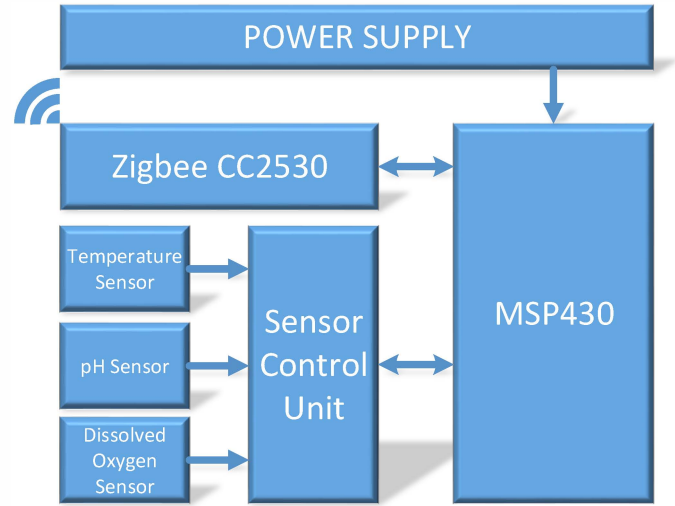 POWER SUPPLY
Zigbee CC2530
Temperature
Sensor
pH Sensor
Dissolved
Oxygen
Sensor
Sensor
Control
Unit
MSP430